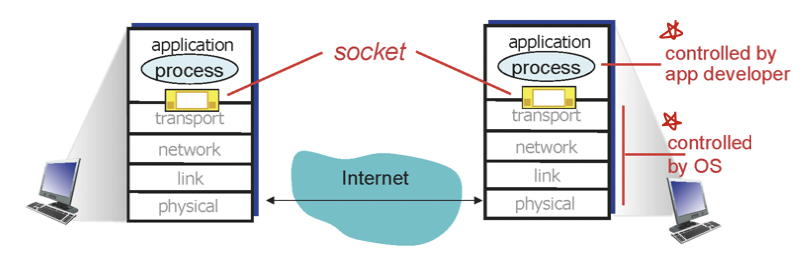 application
process
transport
network
link
physical
socket
Internet
application
process
transport
network
link
physical
controlled by
app developer
controlled
by OS